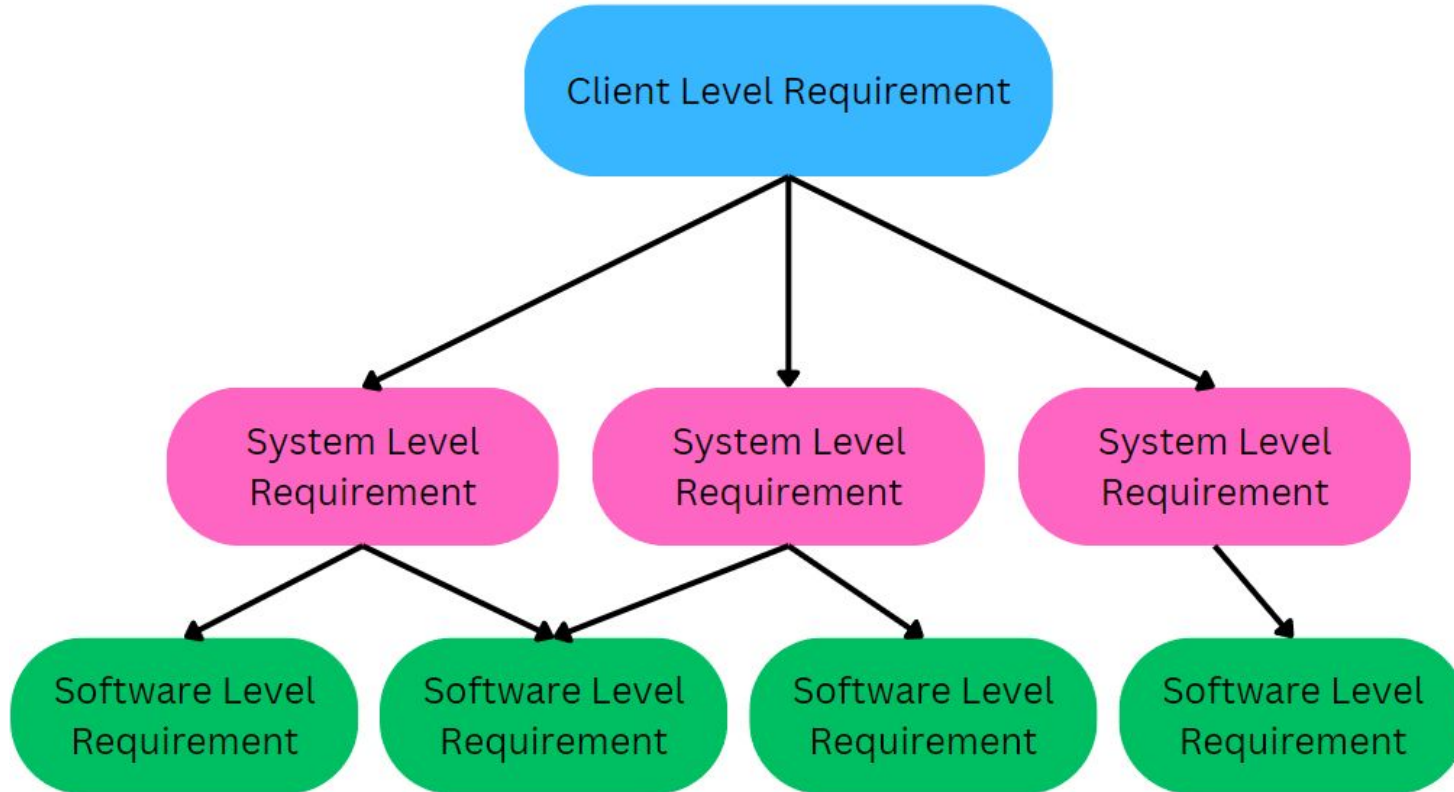 Client Level Requirement
System Level
Requirement
System Level
Requirement
System Level
Requirement
Software Level
Requirement
Software Level
Requirement
Software Level
Requirement
Software Level
Requirement